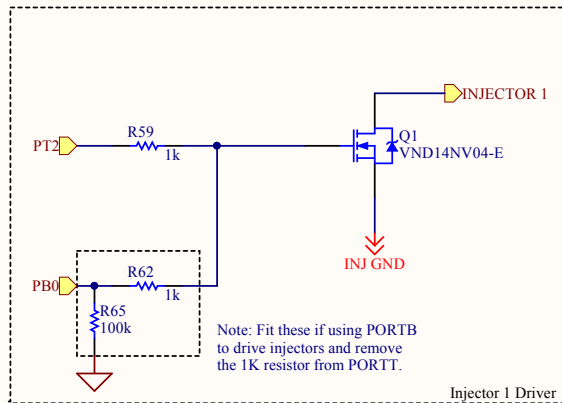 INJECTOR 1
R59
PT2
1k
Q1
VND14NV04-E
INJ GND
PB0
R62
1k
R65
100k
Note: Fit these if using PORTB
to drive injectors and remove
the 1K resistor from PORTT.
Injector 1 Driver